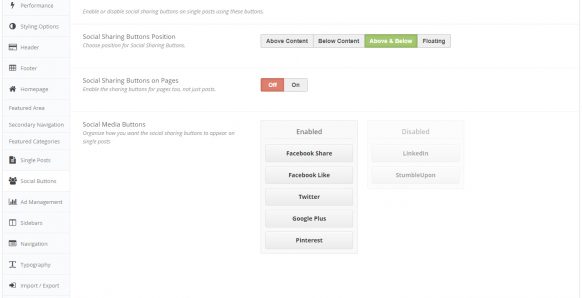 Performance
Styling Options
Header
Footer
Homepage
Featured Area
Secondary Navigation
Featured Categories
Single Posts
Social Buttons
Ad Management
Sidebars
Navigation
Typography
Import / Export
Enable or disable social sharing buttons on single posts using these buttons.
Social Sharing Buttons Position
Choose position for Social Sharing Buttons.
Above Content Below Content Above & Below Floating
Social Sharing Buttons on Pages
Enable the sharing buttons for pages too, not just posts.
Off On
Social Media Buttons
Organize how you want the social sharing buttons to appear on
single posts
Enabled
Facebook Share
Facebook Like
Twitter
Google Plus
Pinterest
Disabled
LinkedIn
StumbleUpon